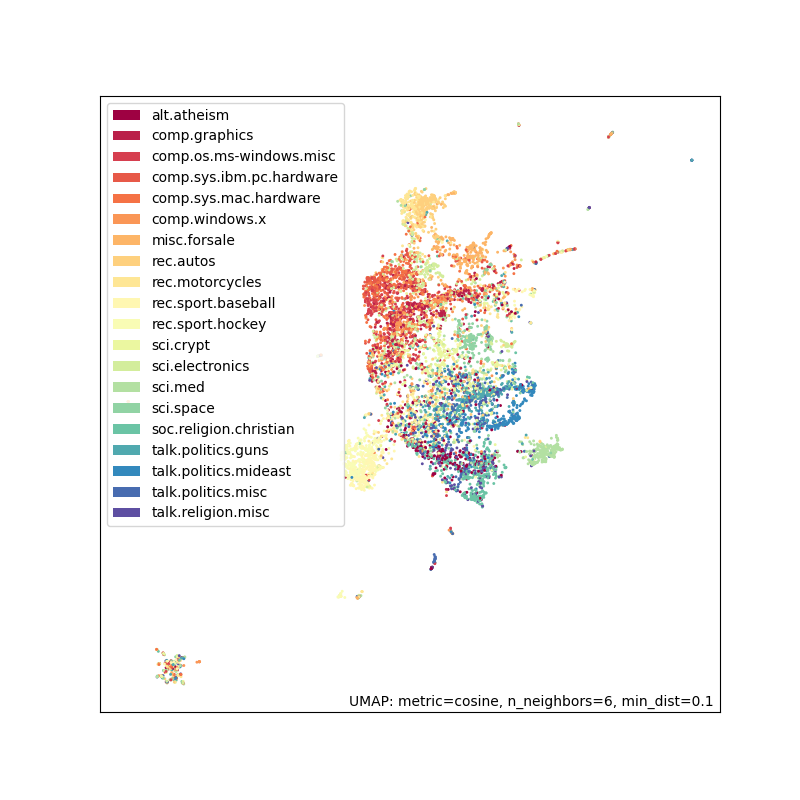 alt.atheism
comp.graphics
comp.os.ms-windows.misc
comp.sys.ibm.pc.hardware
comp.sys.mac.hardware
comp.windows.x
misc.forsale
rec.autos
rec.motorcycles
rec.sport.baseball
rec.sport.hockey
sci.crypt
sci.electronics
sci.med
sci.space
soc.religion.christian
talk.politics.guns
talk.politics.mideast
talk.politics.misc
talk.religion.misc
UMAP: metric=cosine, n_neighbors=6, min_dist=0.1